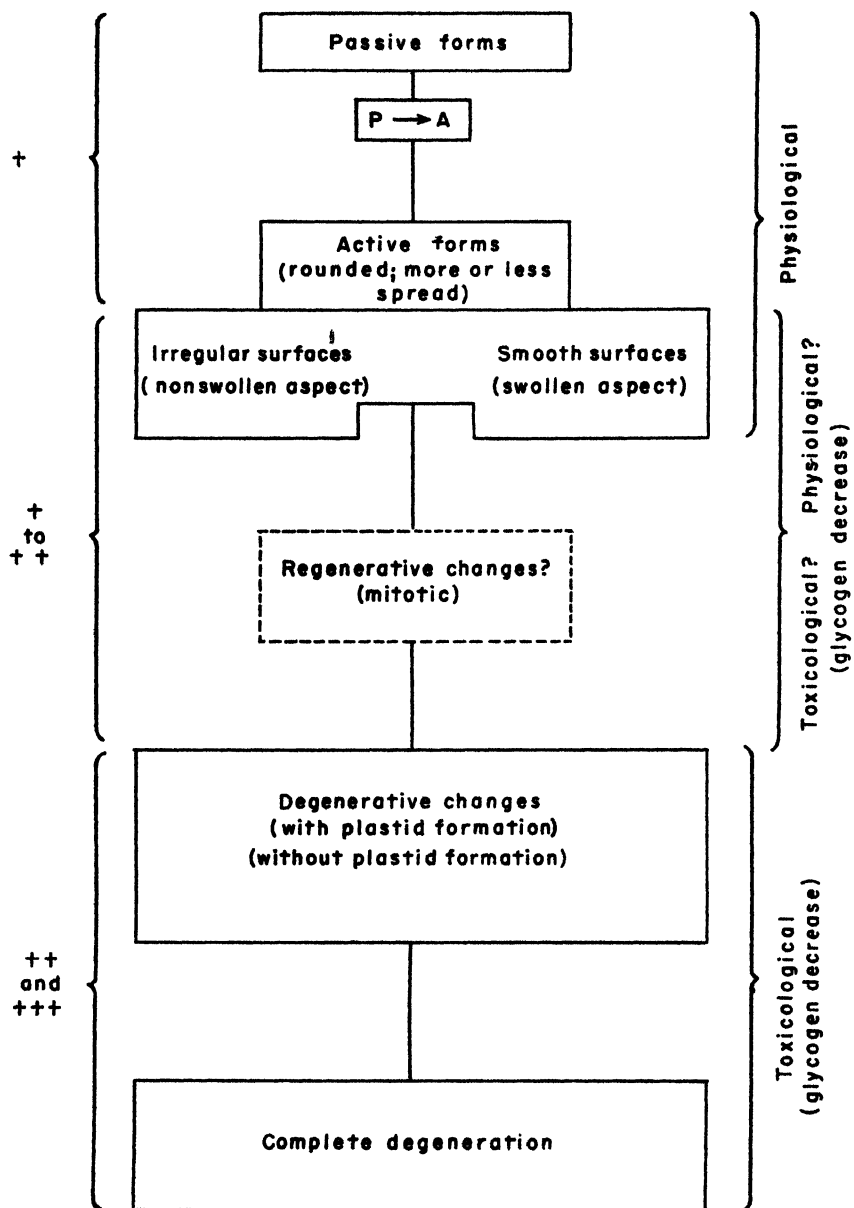 Passive forms
P → A
†
Active forms
(rounded; more or less
spread)
Physiological
Irregular surfaces
(nonswollen aspect)
Smooth surfaces
(swollen aspect)
†
to
† †
Regenerative changes?
(mitotic)
Toxicological? Physiological?
(glycogen decrease)
Degenerative changes
(with plastid formation)
(without plastid formation)
††
and
†††
Toxicological
(glycogen decrease)
Complete degeneration